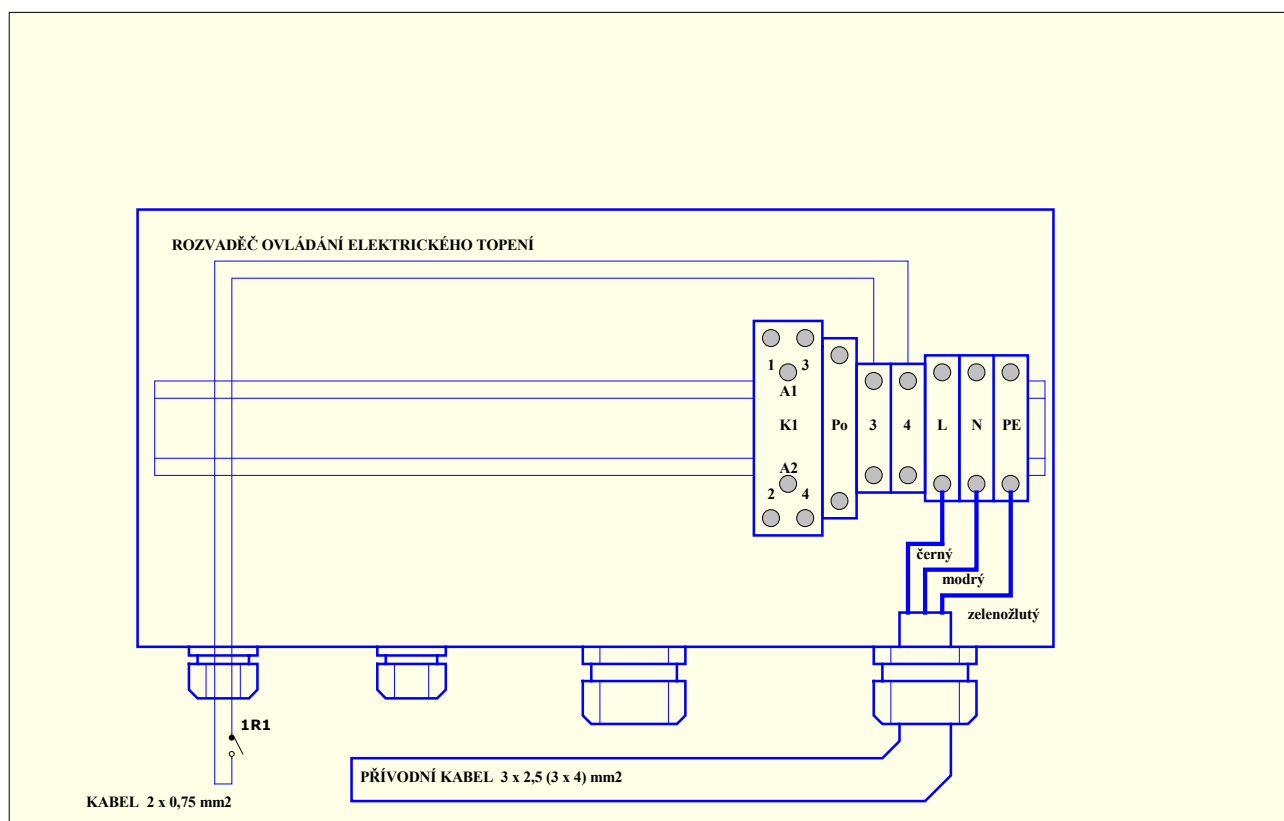 ROZVADĚČ OVLÁDÁNÍ ELEKTRICKÉHO TOPENÍ
1 3
A1
K1 Po 3 4 L N PE
A2
2 4
černý
modrý
zelenožlutý
1R1
PŘÍVODNÍ KABEL 3 x 2,5 (3 x 4) mm2
KABEL 2 x 0,75 mm2